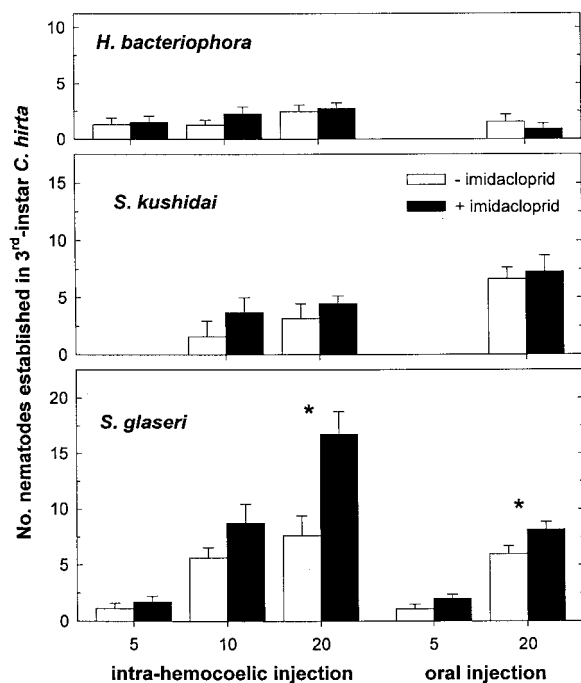 No. nematodes established in 3rd-instar C. hirta
H. bacteriophora
10
5
0
S. kushidai
- imidacloprid
+ imidacloprid
15
10
5
0
S. glaseri
*
*
20
15
10
5
0
5 10 20 5 20
intra-hemocoelic injection oral injection